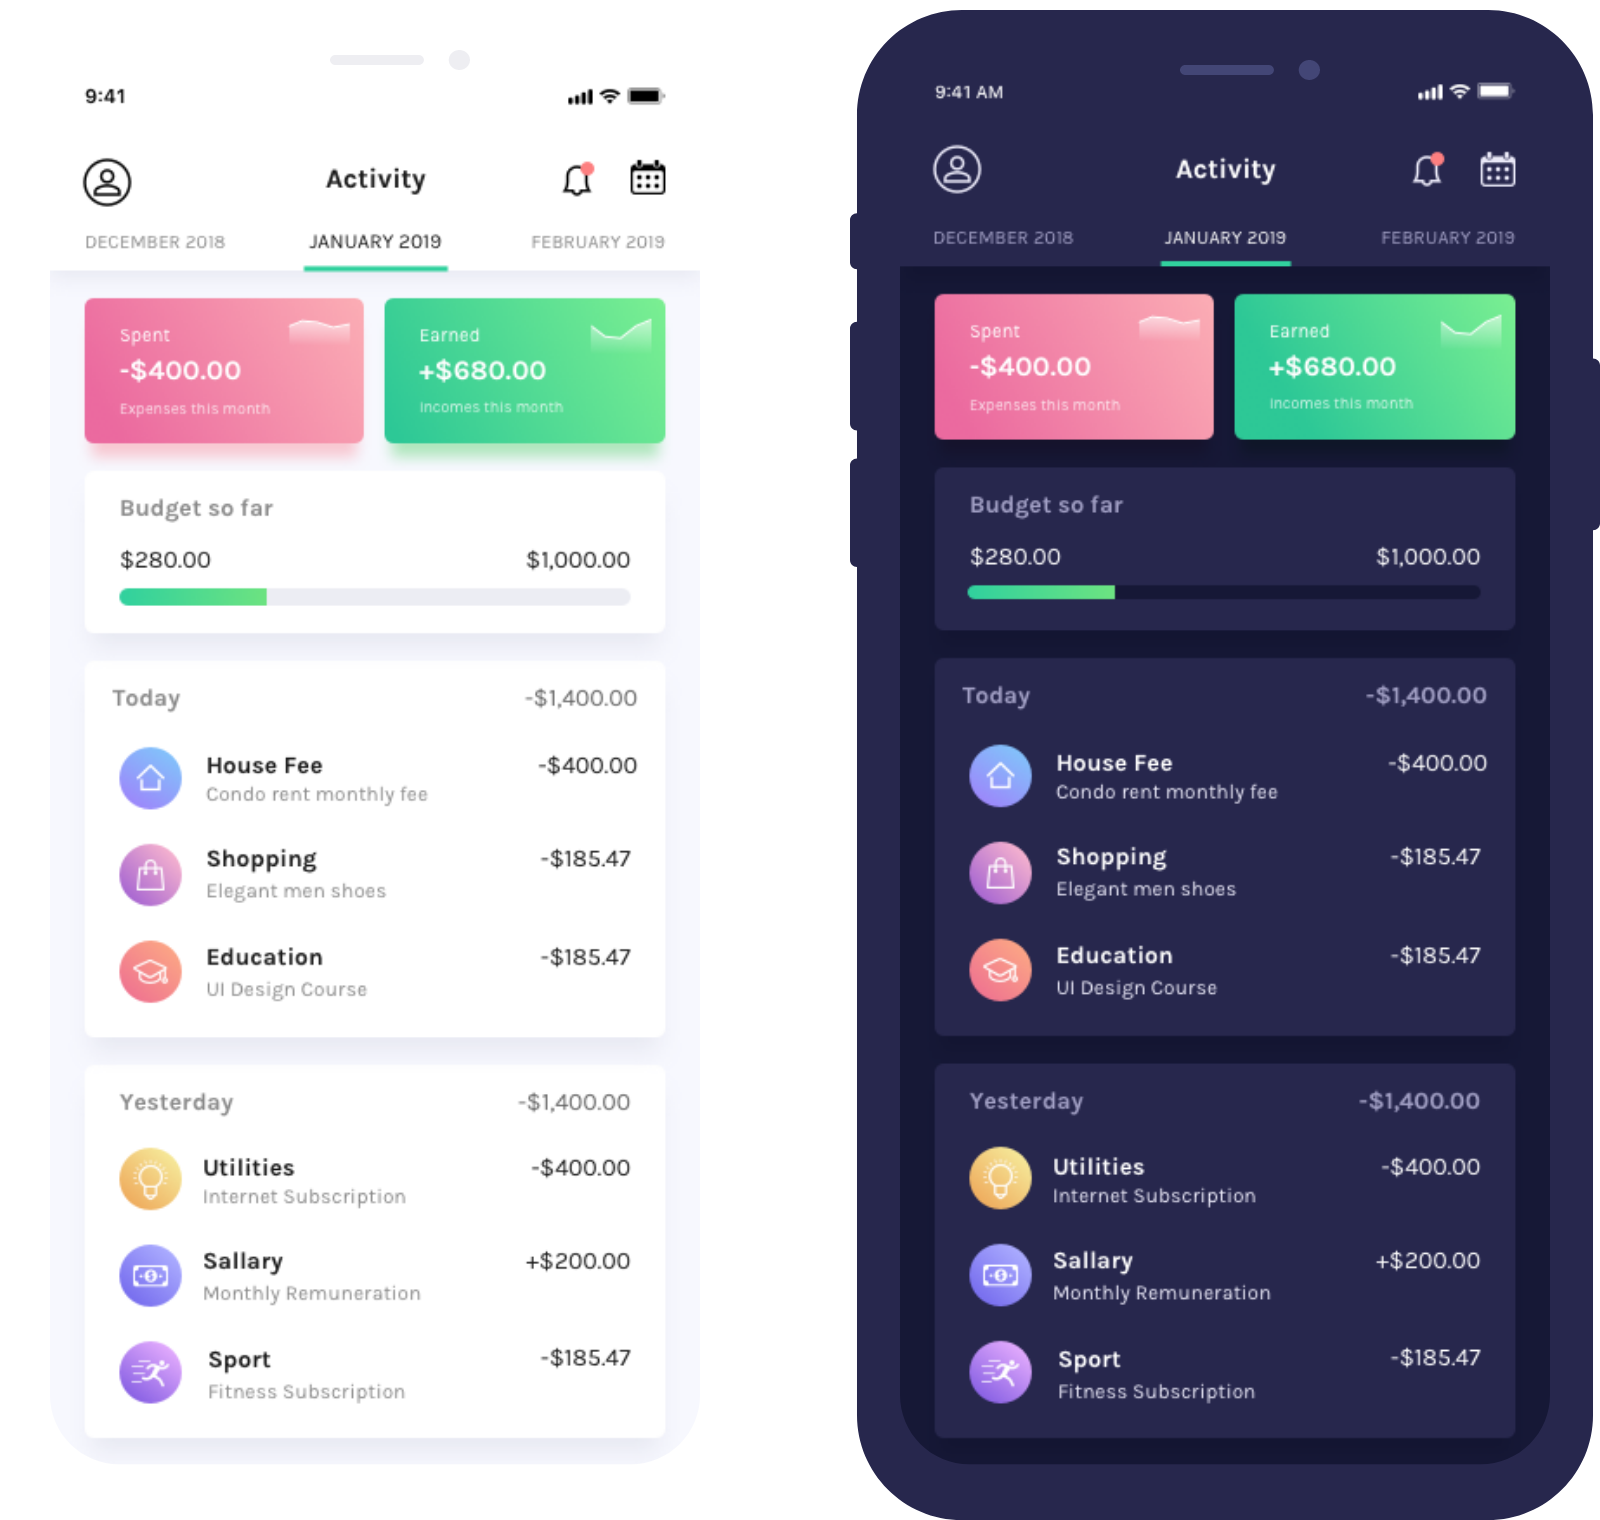 9:41
Activity
DECEMBER 2018 JANUARY 2019 FEBRUARY 2019
Spent
-$400.00
Expenses this month
Earned
+$680.00
Incomes this month
Budget so far
$280.00 $1,000.00
Today -$1,400.00
House Fee -$400.00
Condo rent monthly fee
Shopping -$185.47
Elegant men shoes
Education -$185.47
UI Design Course
Yesterday -$1,400.00
Utilities -$400.00
Internet Subscription
Sallary +$200.00
Monthly Remuneration
Sport -$185.47
Fitness Subscription
9:41 AM
Activity
DECEMBER 2018 JANUARY 2019 FEBRUARY 2019
Spent
-$400.00
Expenses this month
Earned
+$680.00
Incomes this month
Budget so far
$280.00 $1,000.00
Today -$1,400.00
House Fee -$400.00
Condo rent monthly fee
Shopping -$185.47
Elegant men shoes
Education -$185.47
UI Design Course
Yesterday -$1,400.00
Utilities -$400.00
Internet Subscription
Sallary +$200.00
Monthly Remuneration
Sport -$185.47
Fitness Subscription